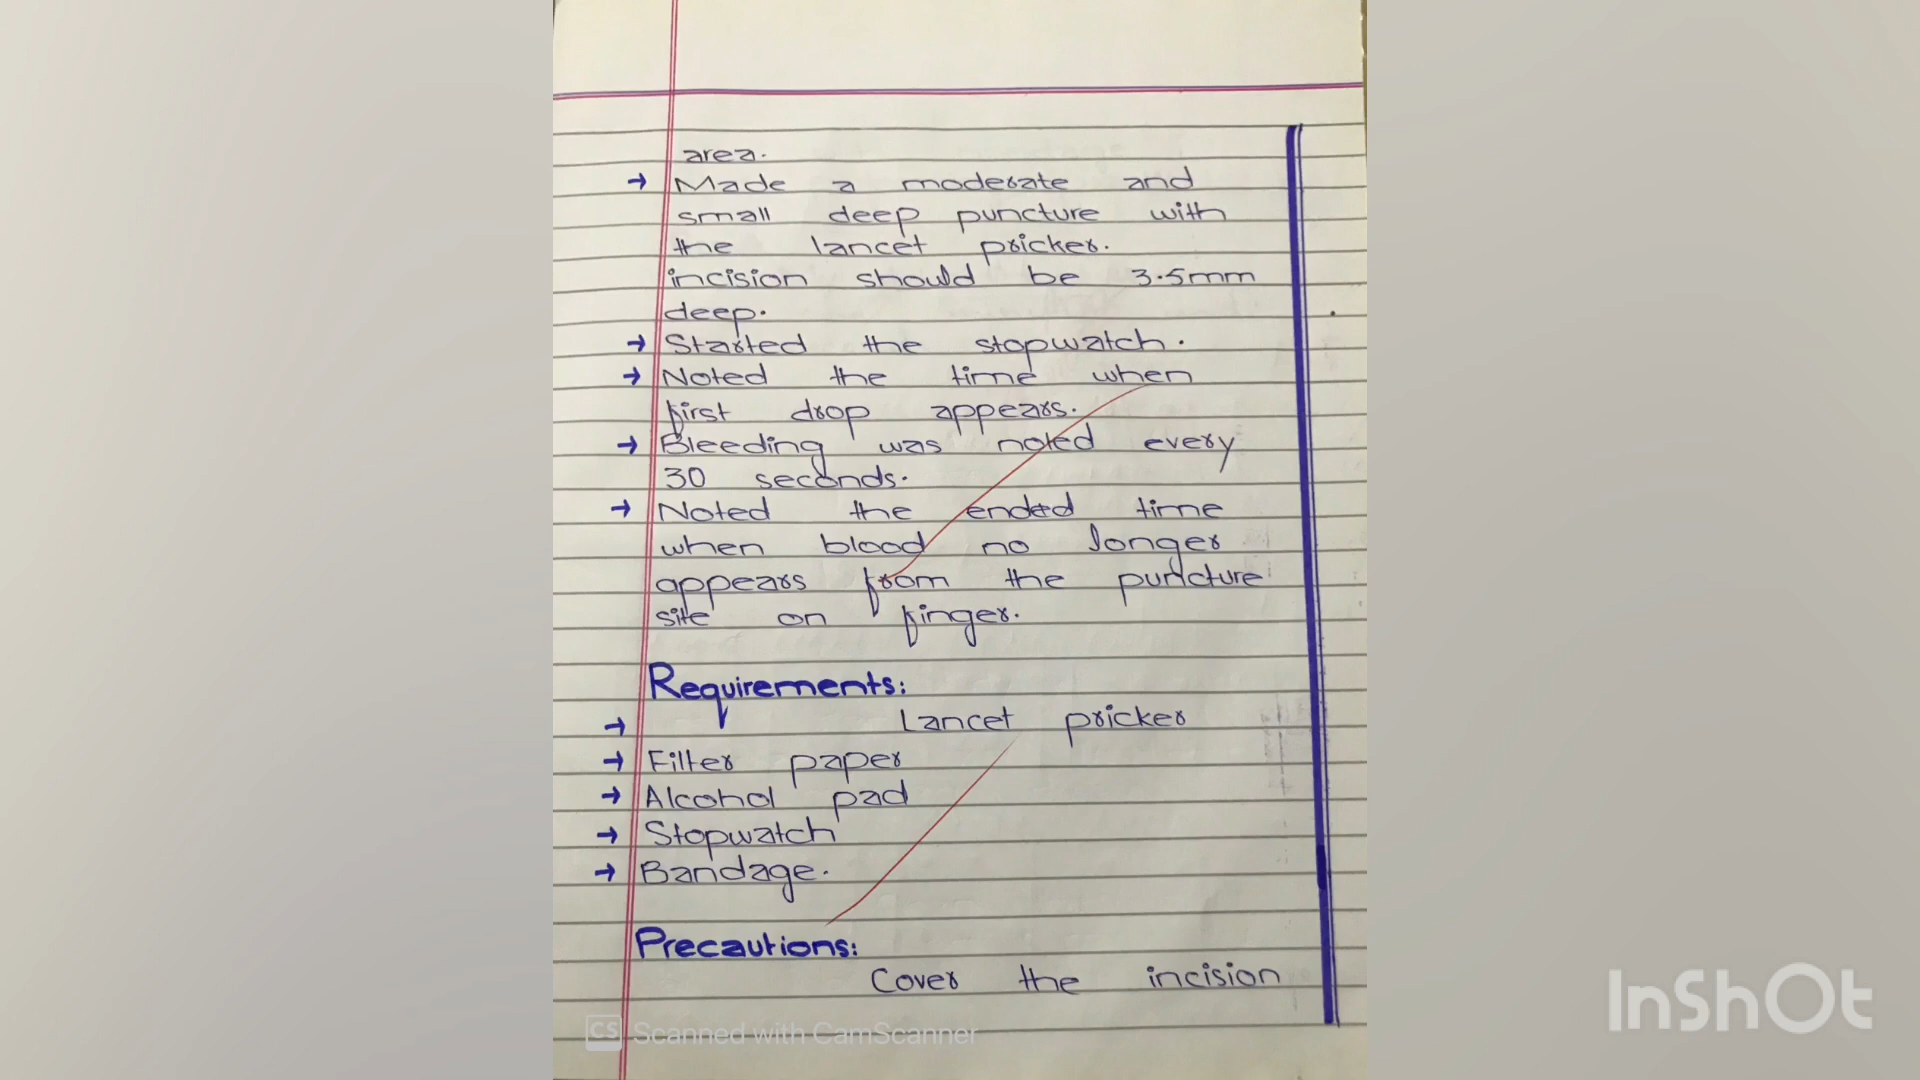 area.
→ Made a moderate and
small deep puncture with
the lancet pricker.
incision should be 3.5mm
deep.
→ Started the stopwatch.
→ Noted the time when
first drop appears.
→ Bleeding was noted every
30 seconds.
→ Noted the ended time
when blood no longer
appears from the puncture
site on finger.
Requirements:
→ Lancet pricker
→ Filter paper
→ Alcohol pad
→ Stopwatch
→ Bandage.
Precautions:
Cover the incision
CS Scanned with CamScanner
InShOt